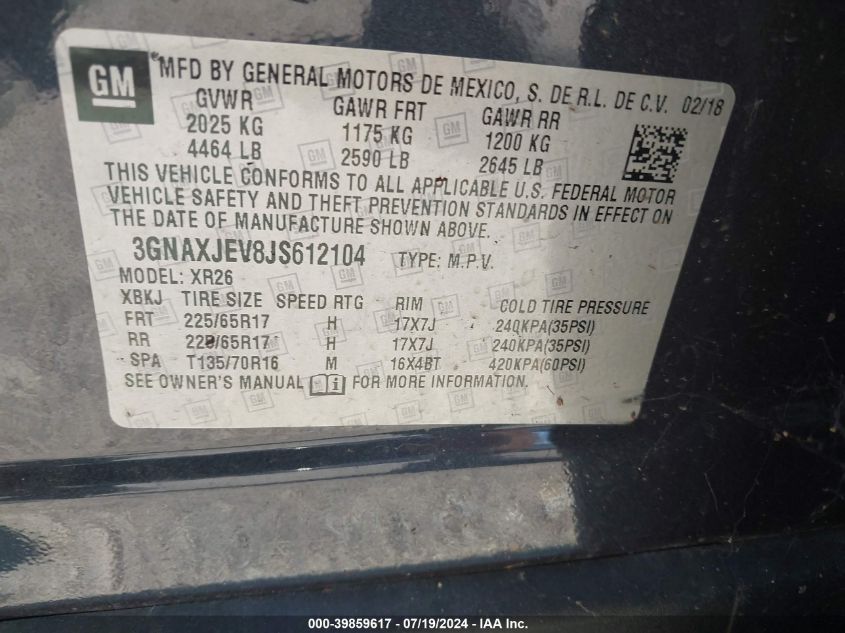 GM
MFD BY GENERAL MOTORS DE MEXICO, S. DE R.L. DE C.V. 02/18
GVWR GAWR FRT GAWR RR
2025 KG 1175 KG 1200 KG
4464 LB 2590 LB 2645 LB
THIS VEHICLE CONFORMS TO ALL APPLICABLE U.S. FEDERAL MOTOR
VEHICLE SAFETY AND THEFT PREVENTION STANDARDS IN EFFECT ON
THE DATE OF MANUFACTURE SHOWN ABOVE.
3GNAXJEV8JS612104 TYPE: M.P.V.
MODEL: XR26
XBKJ TIRE SIZE SPEED RTG RIM COLD TIRE PRESSURE
FRT 225/65R17 H 17X7J 240KPA(35PSI)
RR 225/65R17 H 17X7J 240KPA(35PSI)
SPA T135/70R16 M 16X4BT 420KPA(60PSI)
SEE OWNER'S MANUAL FOR MORE INFORMATION.
000-39859617 - 07/19/2024 - IAA Inc.